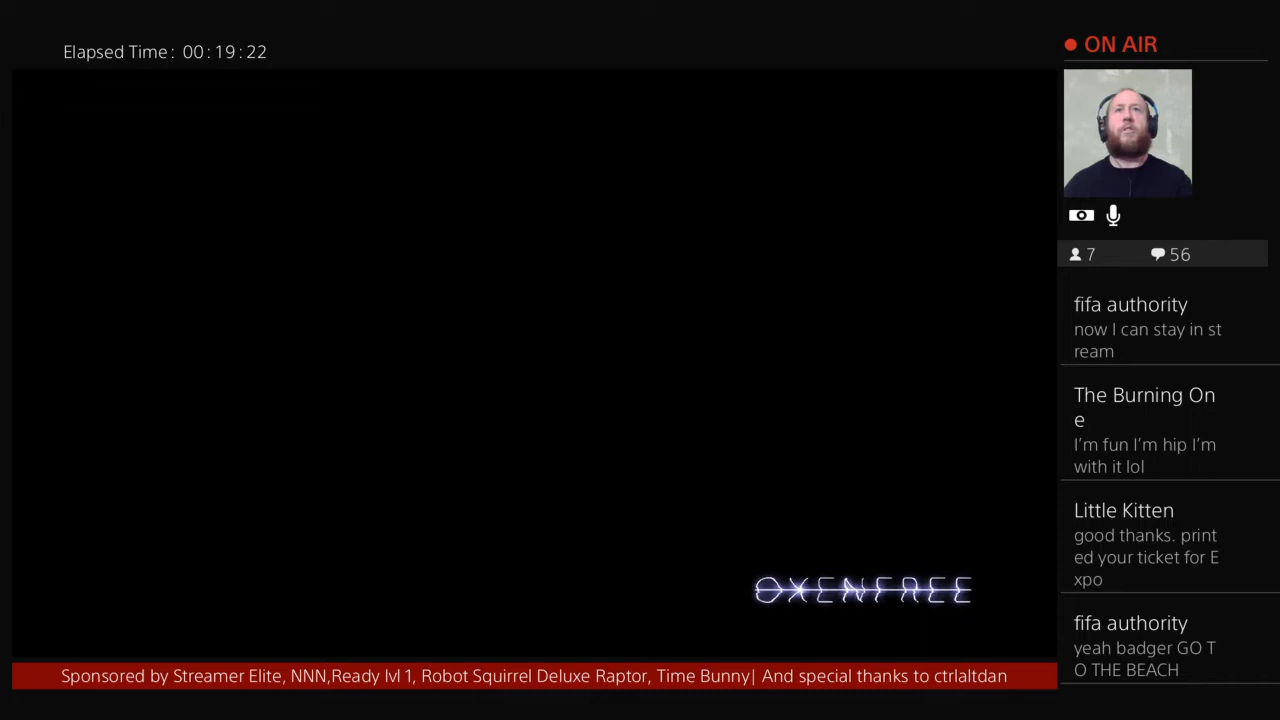 Elapsed Time: 00:19:22
ON AIR
7 56
fifa authority
now I can stay in st
ream
The Burning On
e
I'm fun I'm hip I'm
with it lol
Little Kitten
good thanks. print
ed your ticket for E
xpo
fifa authority
yeah badger GO T
O THE BEACH
OXENFREE
Sponsored by Streamer Elite, NNN,Ready lvl 1, Robot Squirrel Deluxe Raptor, Time Bunny| And special thanks to ctrlaltdan